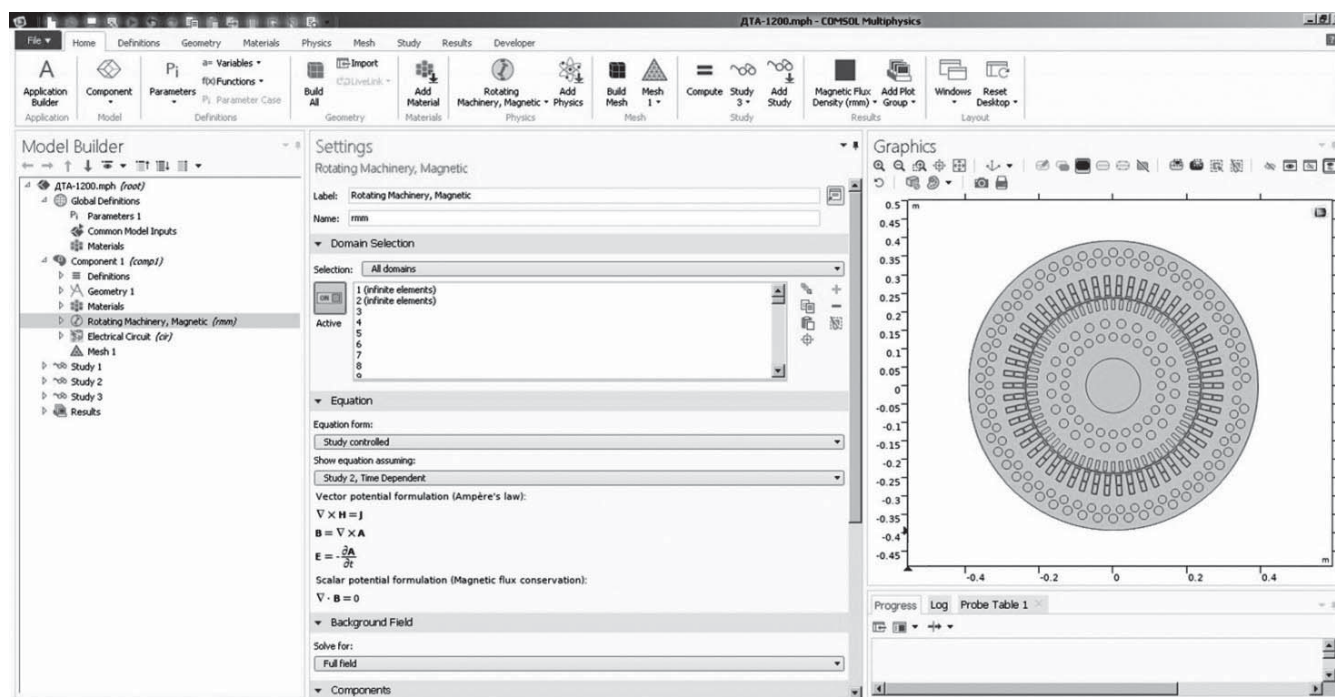 ДТА-1200.mph - COMSOL Multiphysics
File Home Definitions Geometry Materials Physics Mesh Study Results Developer
Application Builder
Component
Parameters
a= Variables
f(x) Functions
Pi Parameter Case
Build All
Import
LiveLink
Add Material
Rotating Machinery, Magnetic
Add Physics
Build Mesh
Mesh 1
Compute
Study 3
Add Study
Magnetic Flux Density (rmm)
Add Plot Group
Windows
Reset Desktop
Application Model Definitions Geometry Materials Physics Mesh Study Results Layout
Model Builder
ДТА-1200.mph (root)
Global Definitions
Pi Parameters 1
Common Model Inputs
Materials
Component 1 (comp1)
Definitions
Geometry 1
Materials
Rotating Machinery, Magnetic (rmm)
Electrical Circuit (cir)
Mesh 1
Study 1
Study 2
Study 3
Results
Settings
Rotating Machinery, Magnetic
Label: Rotating Machinery, Magnetic
Name: rmm
Domain Selection
Selection: All domains
ON
Active
1 (infinite elements)
2 (infinite elements)
3
4
5
6
7
8
9
Equation
Equation form:
Study controlled
Show equation assuming:
Study 2, Time Dependent
Vector potential formulation (Ampère's law):
∇ × H = J
B = ∇ × A
E = -∂A/∂t
Scalar potential formulation (Magnetic flux conservation):
∇ · B = 0
Background Field
Solve for:
Full field
Components
Graphics
m
0.5
0.45
0.4
0.35
0.3
0.25
0.2
0.15
0.1
0.05
0
-0.05
-0.1
-0.15
-0.2
-0.25
-0.3
-0.35
-0.4
-0.45
m
-0.4 -0.2 0 0.2 0.4
Progress Log Probe Table 1